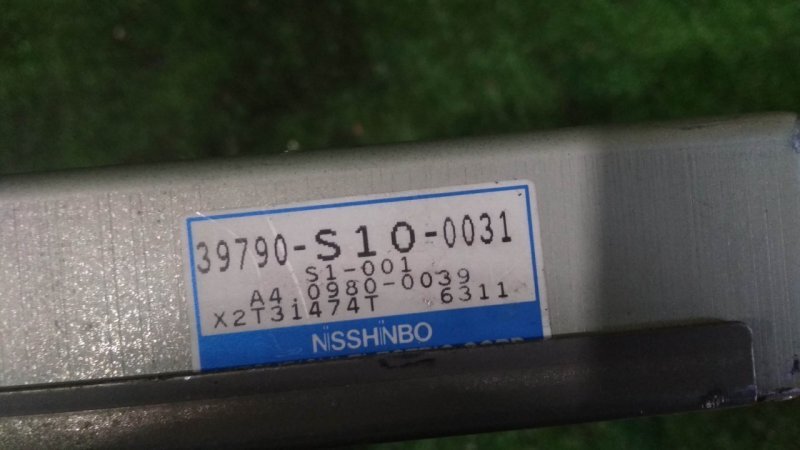 39790-S10-0031
S1-001
A4.0980-0039
X2T31474T 6311
NISSHINBO